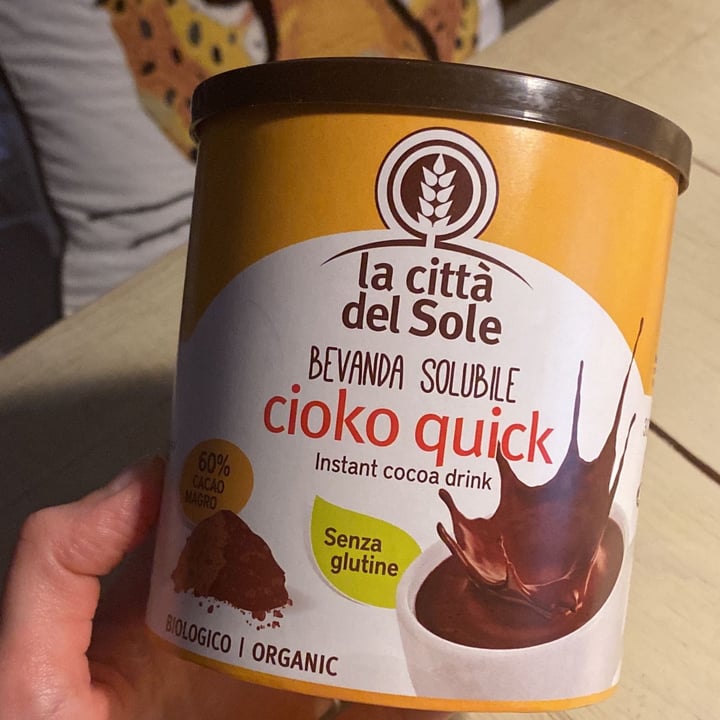 la città
del Sole
BEVANDA SOLUBILE
cioko quick
Instant cocoa drink
60%
CACAO
MAGRO
Senza
glutine
BIOLOGICO | ORGANIC